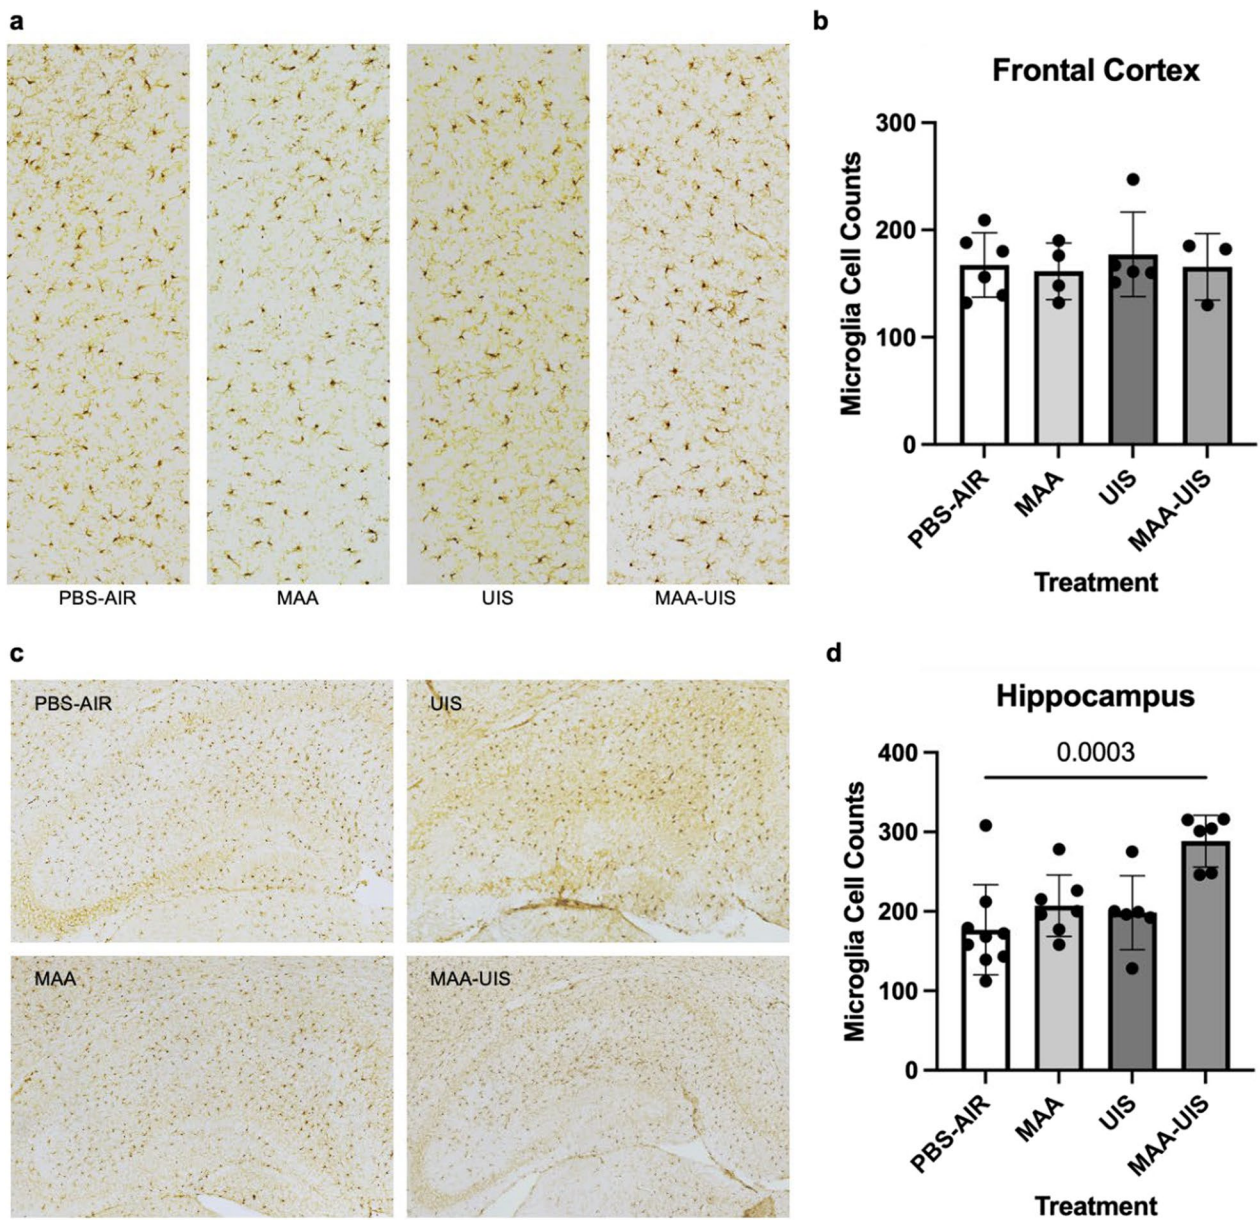 a
PBS-AIR
MAA
UIS
MAA-UIS
b
Frontal Cortex
300
200
100
0
Microglia Cell Counts
PBS-AIR
MAA
UIS
MAA-UIS
Treatment
c
PBS-AIR
UIS
MAA
MAA-UIS
d
Hippocampus
0.0003
400
300
200
100
0
Microglia Cell Counts
PBS-AIR
MAA
UIS
MAA-UIS
Treatment